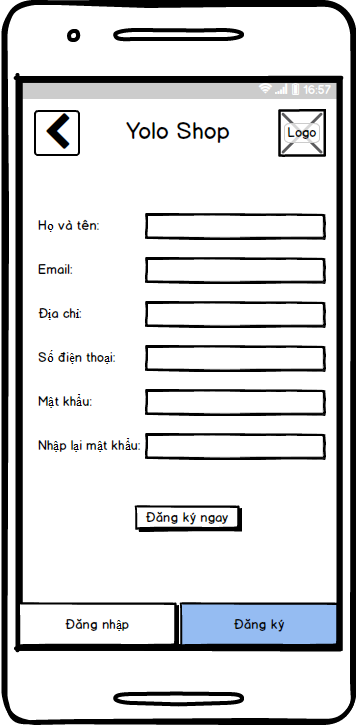 16:57
Yolo Shop
Logo
Họ và tên:
Email:
Địa chỉ:
Số điện thoại:
Mật khẩu:
Nhập lại mật khẩu:
Đăng ký ngay
Đăng nhập
Đăng ký